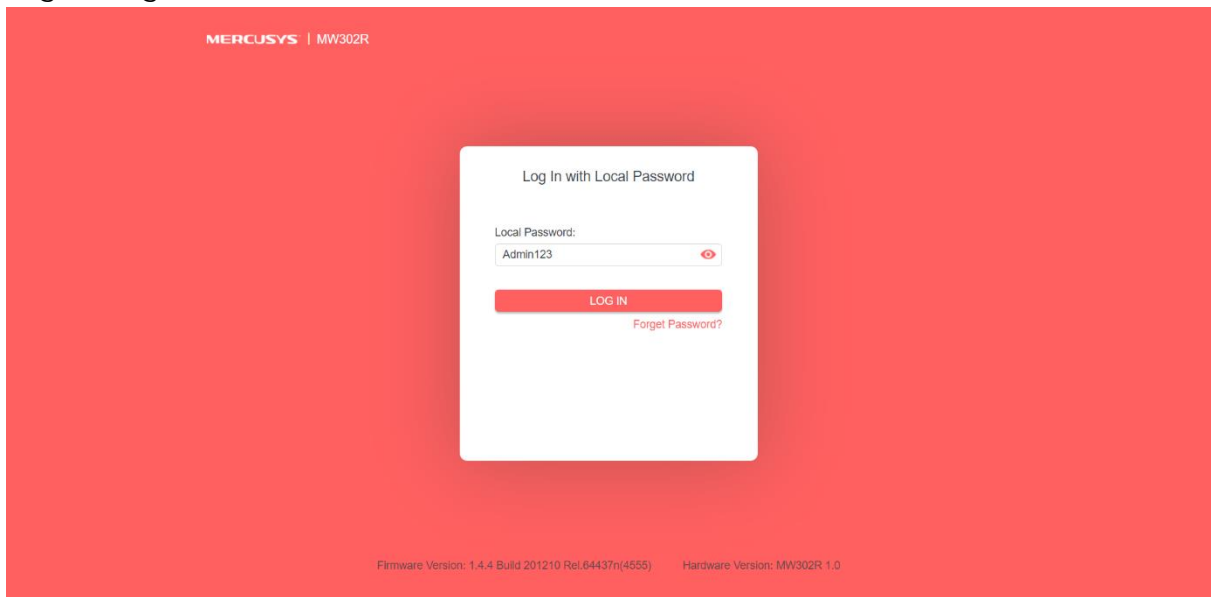 MERCUSYS | MW302R
Log In with Local Password
Local Password:
Admin123
LOG IN
Forget Password?
Firmware Version: 1.4.4 Build 201210 Rel.64437n(4555) Hardware Version: MW302R 1.0